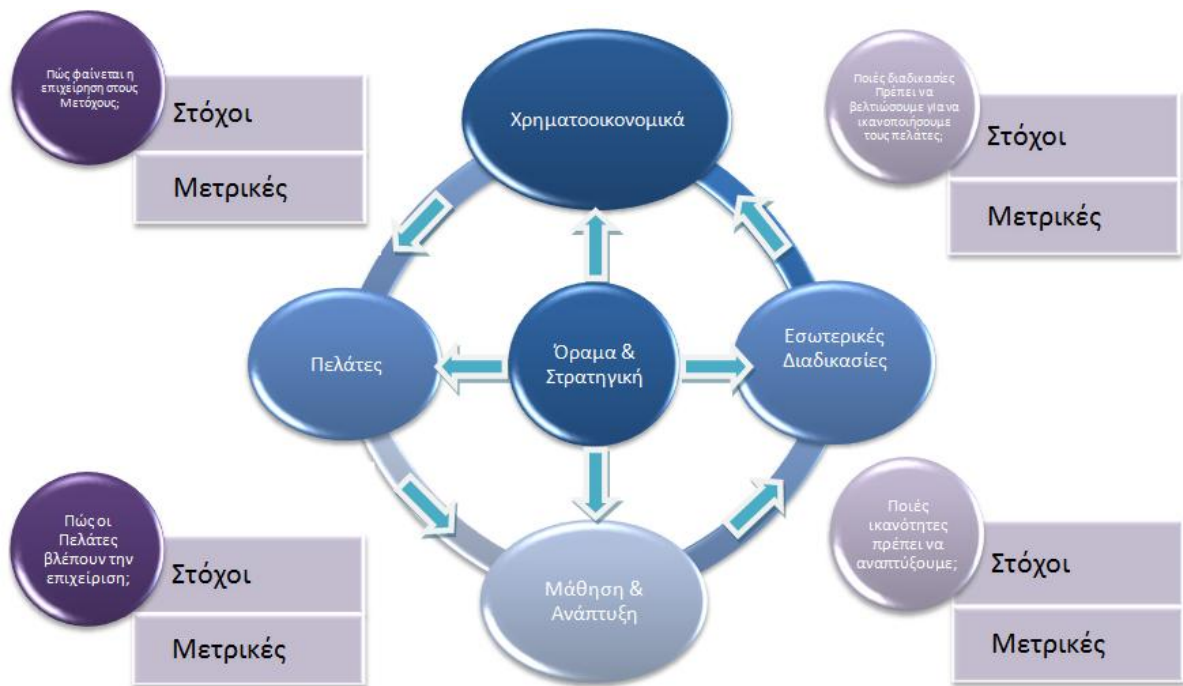 Πώς φαίνεται η
επιχείρηση στους
Μετόχους;
Στόχοι
Μετρικές
Χρηματοοικονομικά
Ποιές διαδικασίες
Πρέπει να
βελτιώσουμε για να
ικανοποιήσουμε
τους πελάτες;
Στόχοι
Μετρικές
Πελάτες
Όραμα &
Στρατηγική
Εσωτερικές
Διαδικασίες
Πώς οι
Πελάτες
βλέπουν την
επιχείριση;
Στόχοι
Μετρικές
Μάθηση &
Ανάπτυξη
Ποιές
ικανότητες
πρέπει να
αναπτύξουμε;
Στόχοι
Μετρικές